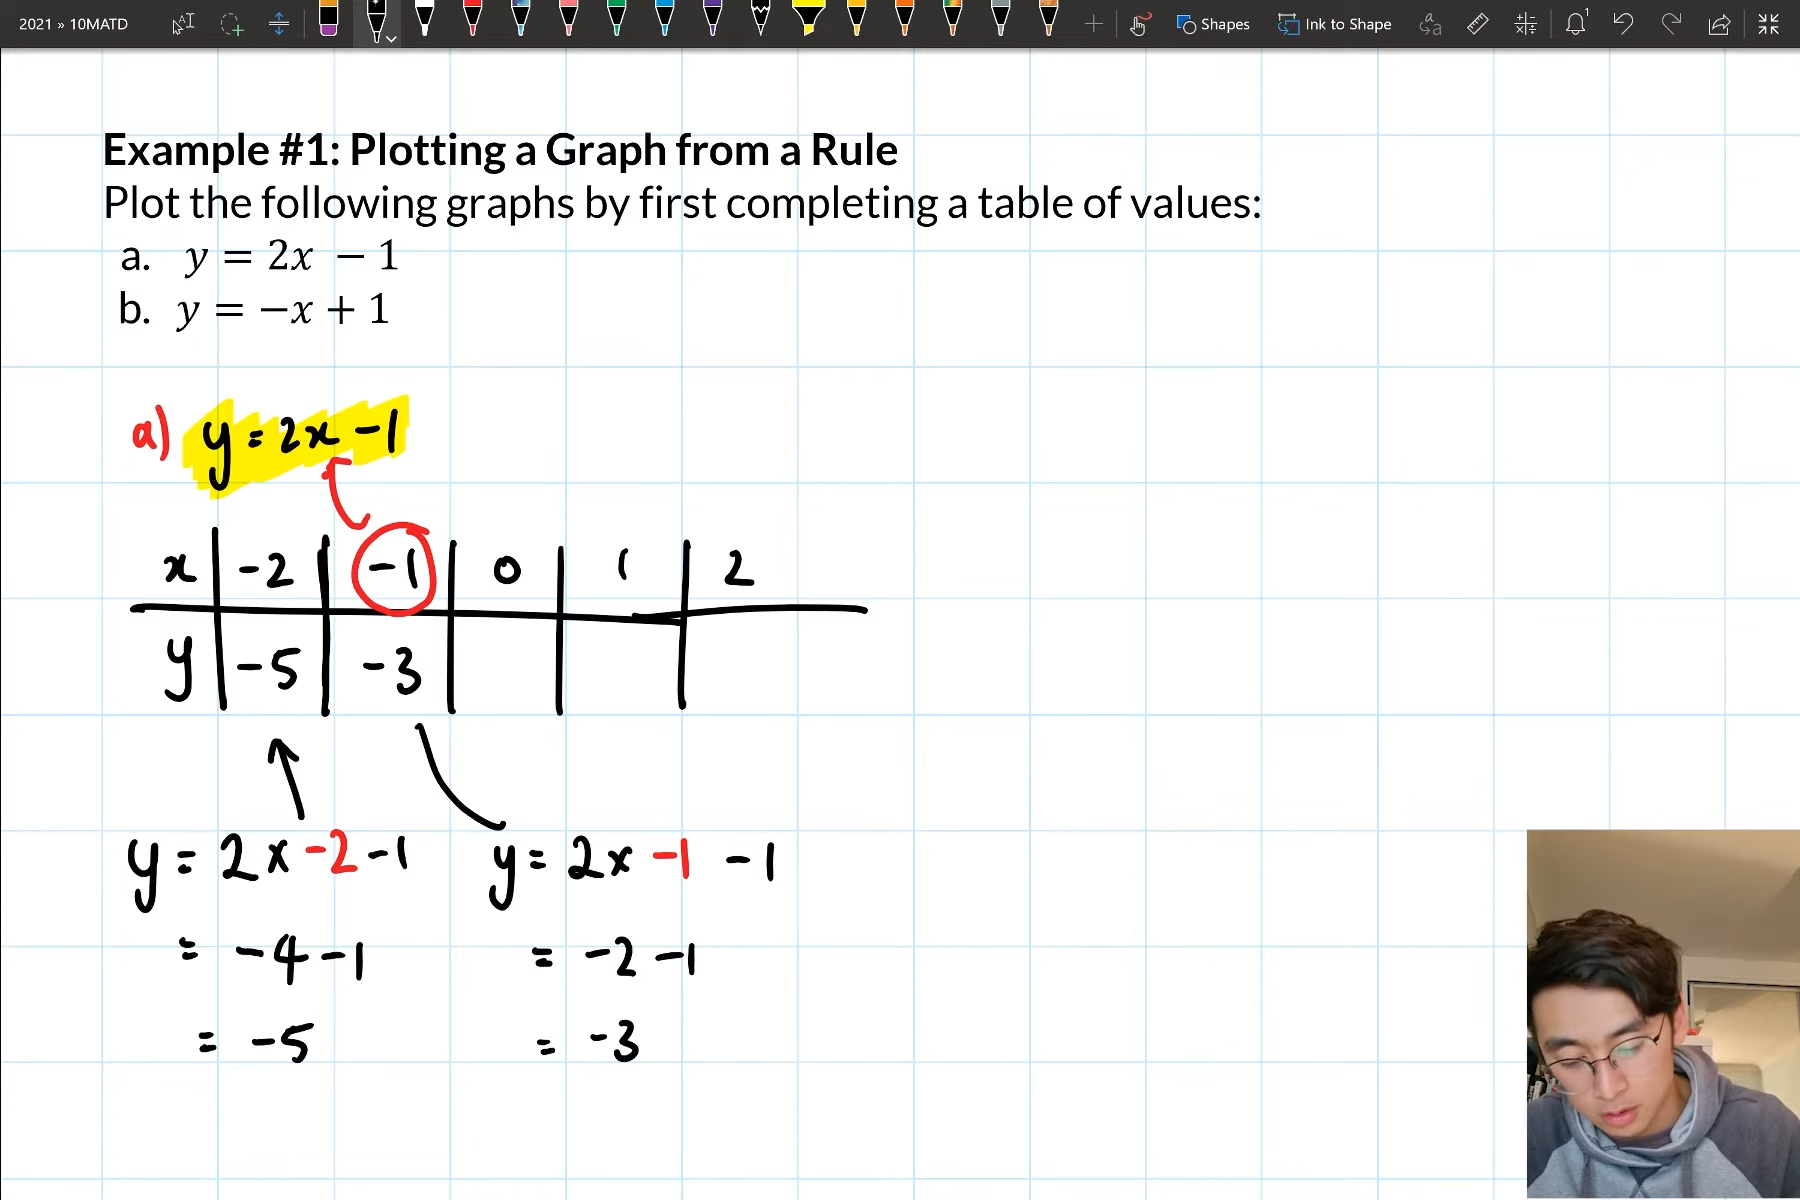 2021 » 10MATD
Shapes
Ink to Shape
1
Example #1: Plotting a Graph from a Rule
Plot the following graphs by first completing a table of values:
a. y = 2x − 1
b. y = −x + 1
a) y = 2x -1
x -2 -1 0 1 2
y -5 -3
y = 2x -2 -1
y = 2x -1 -1
= -4 -1
= -2 -1
= -5
= -3